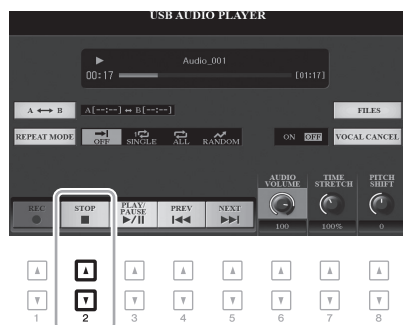 USB AUDIO PLAYER
Audio_001
00:17 [01:17]
A ⟷ B A[--:--] ↔ B[--:--] FILES
REPEAT MODE OFF 1 SINGLE ALL RANDOM ON OFF VOCAL CANCEL
AUDIO VOLUME TIME STRETCH PITCH SHIFT
REC STOP PLAY/PAUSE PREV NEXT
100 100% 0
1 2 3 4 5 6 7 8